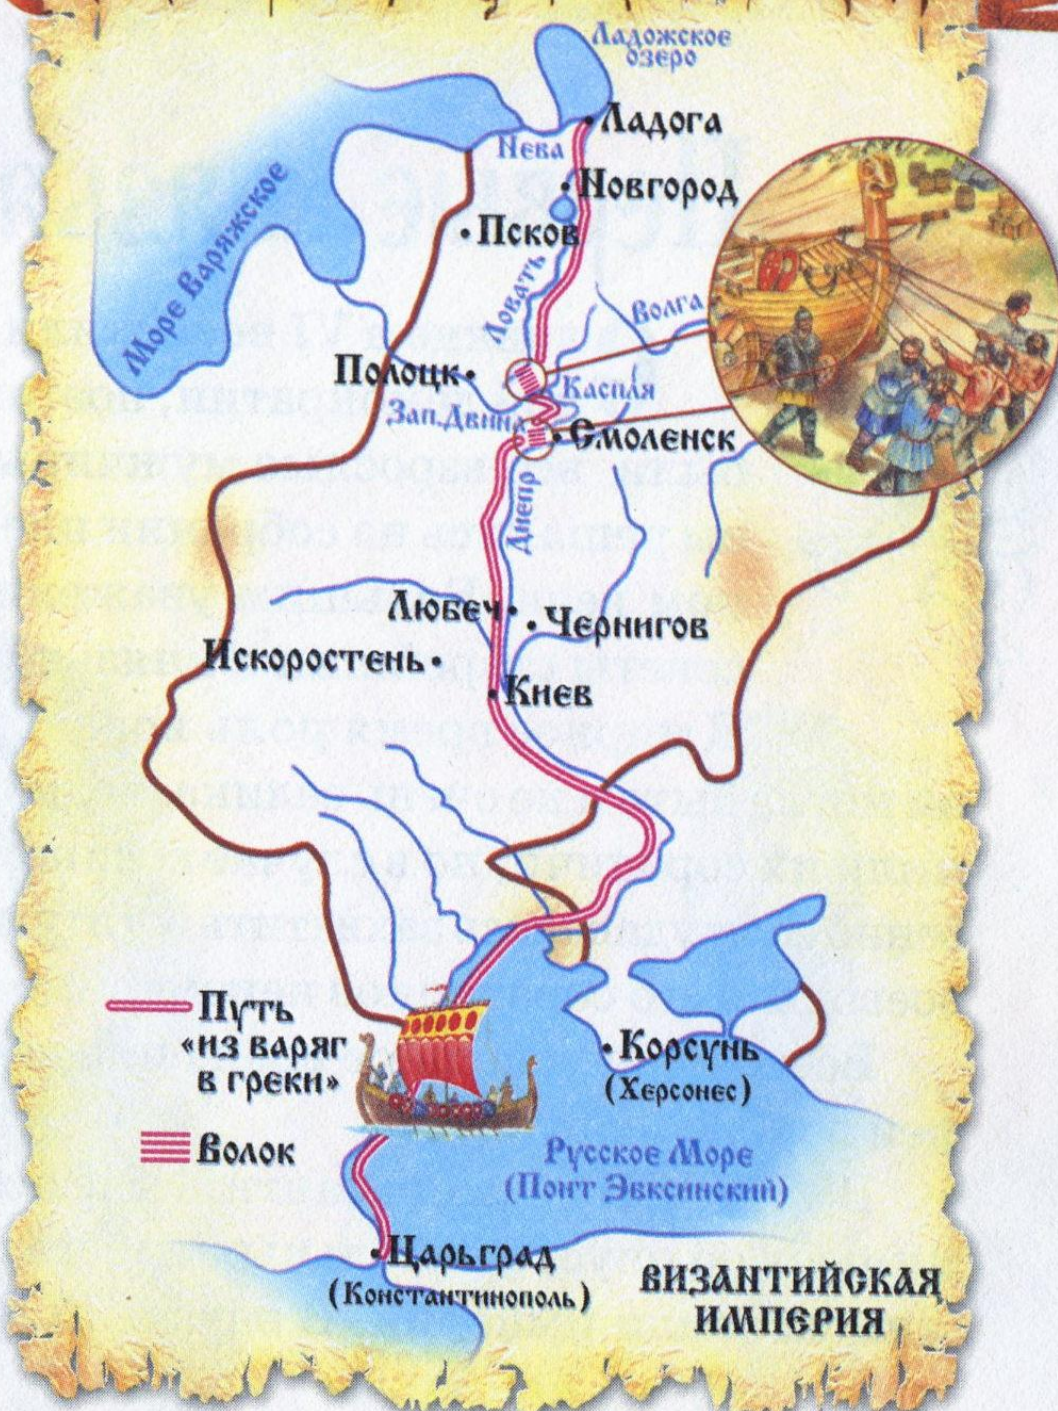 Ладожское
озеро
Ладога
Нева
Новгород
Псков
Море Варяжское
Ловать
Волга
Полоцк
Каспля
Зап.Двина
Смоленск
Днепр
Любеч
Чернигов
Искоростень
Киев
Путь
«из варяг
в греки»
Корсунь
(Херсонес)
Волок
Русское Море
(Понт Эвксинский)
Царьград
(Константинополь)
ВИЗАНТИЙСКАЯ
ИМПЕРИЯ